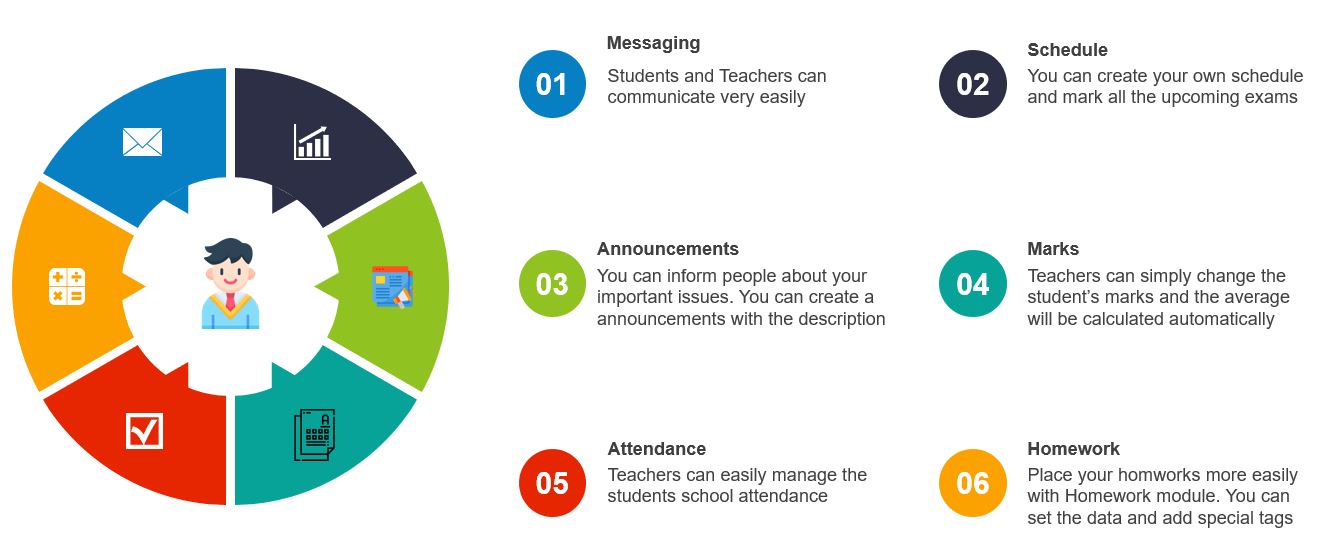 01
Messaging
Students and Teachers can
communicate very easily
02
Schedule
You can create your own schedule
and mark all the upcoming exams
03
Announcements
You can inform people about your
important issues. You can create a
announcements with the description
04
Marks
Teachers can simply change the
student’s marks and the average
will be calculated automatically
05
Attendance
Teachers can easily manage the
students school attendance
06
Homework
Place your homworks more easily
with Homework module. You can
set the data and add special tags